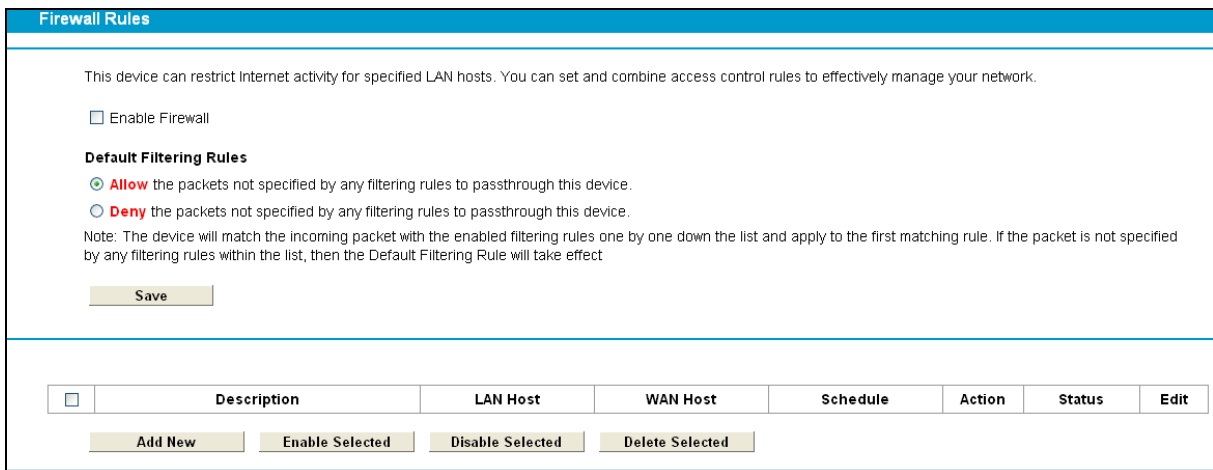 Firewall Rules
This device can restrict Internet activity for specified LAN hosts. You can set and combine access control rules to effectively manage your network.
Enable Firewall
Default Filtering Rules
Allow the packets not specified by any filtering rules to passthrough this device.
Deny the packets not specified by any filtering rules to passthrough this device.
Note: The device will match the incoming packet with the enabled filtering rules one by one down the list and apply to the first matching rule. If the packet is not specified
by any filtering rules within the list, then the Default Filtering Rule will take effect
Save
Description LAN Host WAN Host Schedule Action Status Edit
Add New Enable Selected Disable Selected Delete Selected